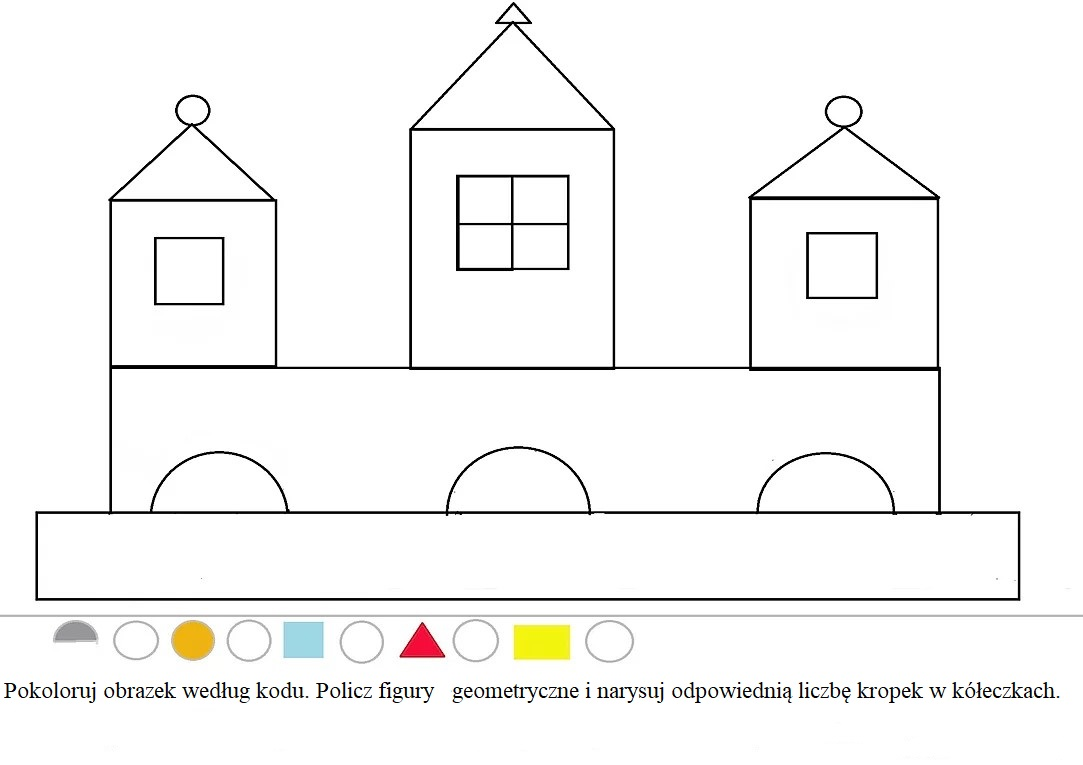 Pokoloruj obrazek według kodu. Policz figury geometryczne i narysuj odpowiednią liczbę kropek w kółeczkach.